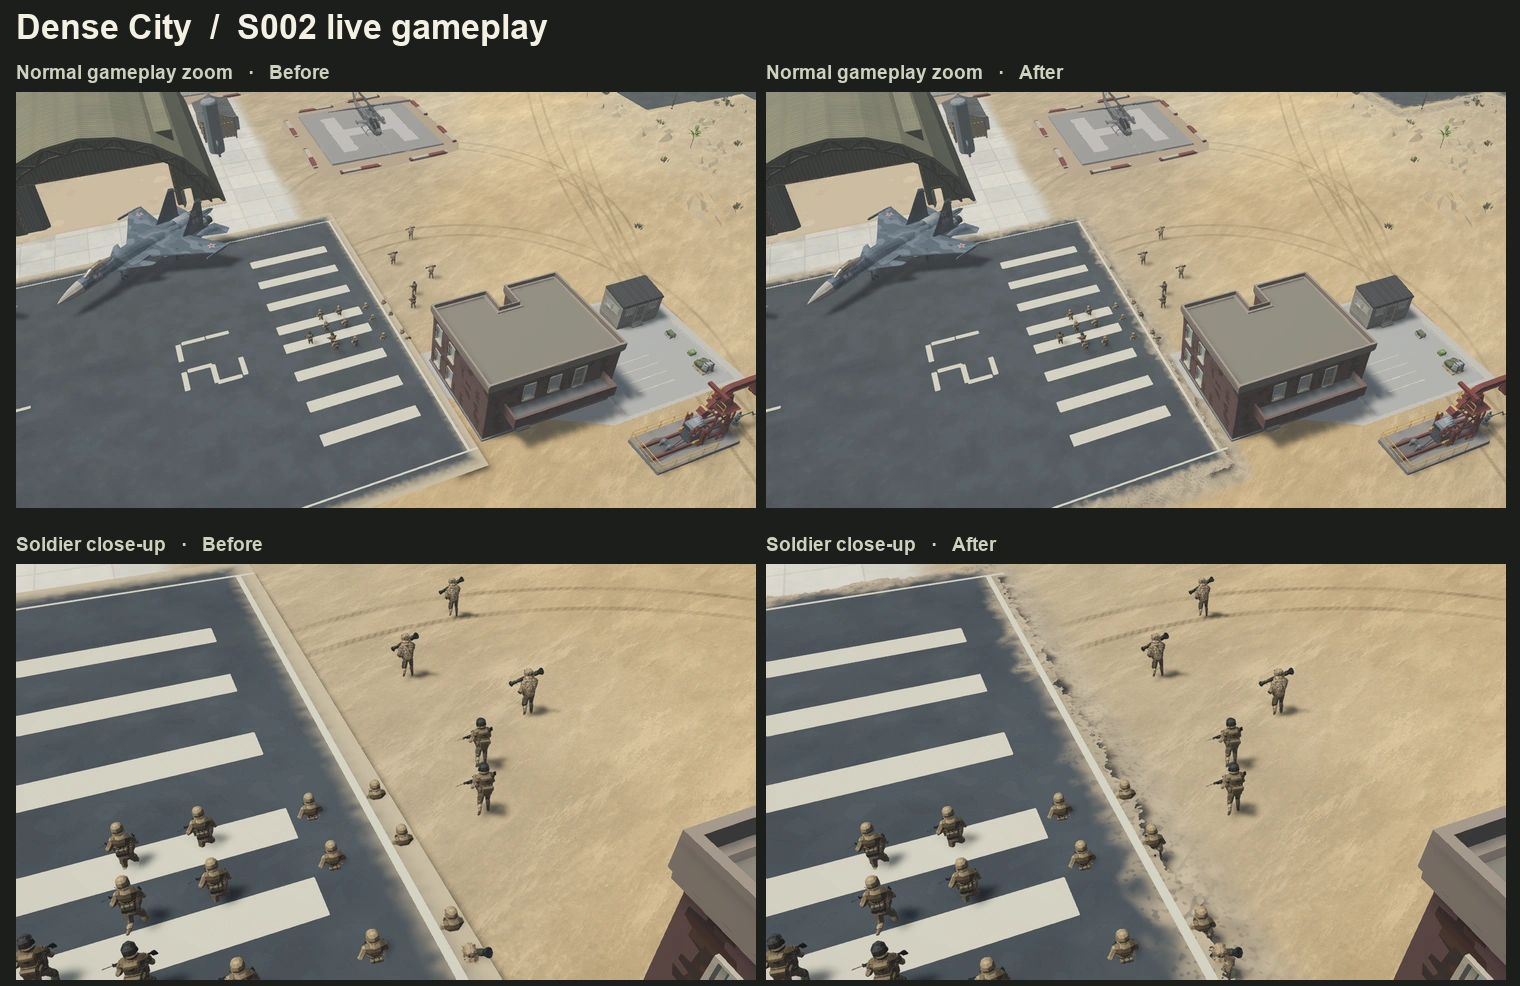 Dense City / S002 live gameplay
Normal gameplay zoom · Before
Normal gameplay zoom · After
H
H
Soldier close-up · Before
Soldier close-up · After